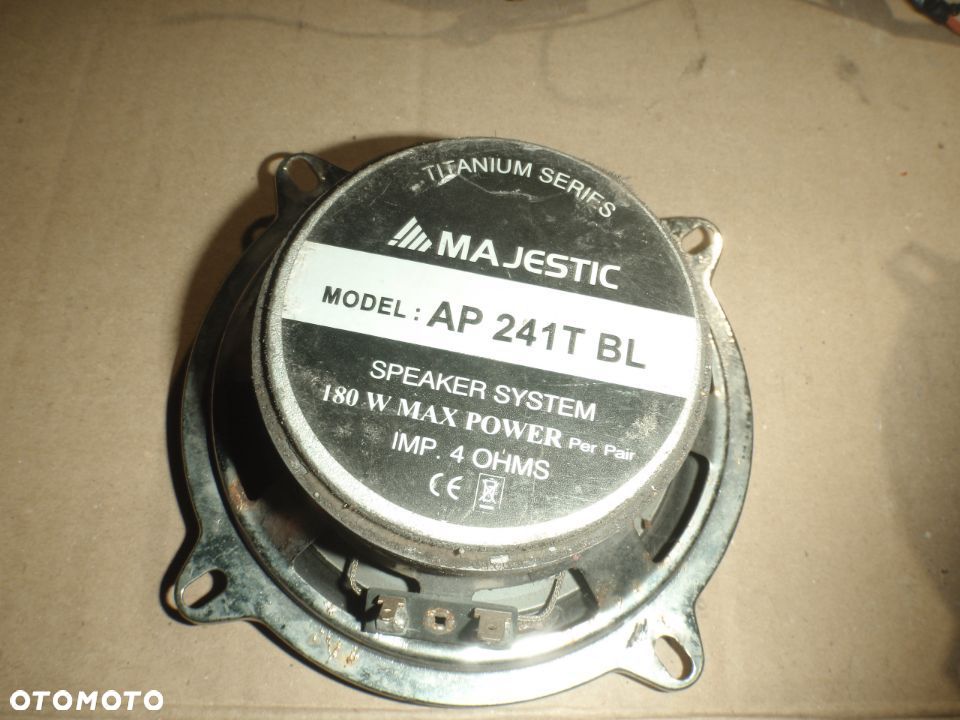 TITANIUM SERIES
MAJESTIC
MODEL : AP 241T BL
SPEAKER SYSTEM
180 W MAX POWER Per Pair
IMP. 4 OHMS
CE
OTOMOTO